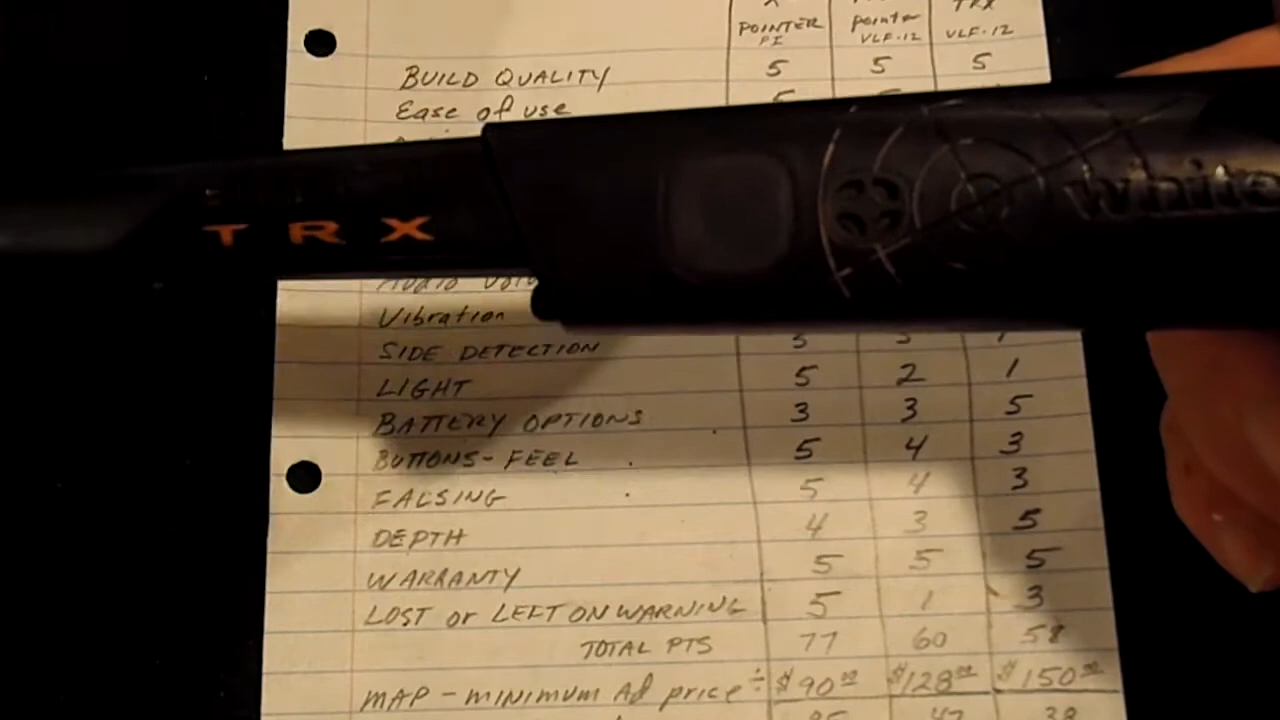 POINTER pointer TRX
PI VLF-12 VLF-12
BUILD QUALITY 5 5 5
Ease of use
TRX
white
Audio
Vibration
SIDE DETECTION
LIGHT 5 2 1
BATTERY OPTIONS 3 3 5
BUTTONS-FEEL 5 4 3
FALSING 5 4 3
DEPTH 4 3 5
WARRANTY 5 5 5
LOST or LEFT ON WARNING 5 1 3
TOTAL PTS 77 60 58
MAP - minimum Ad price ÷ $90.00 $128.00 $150.00